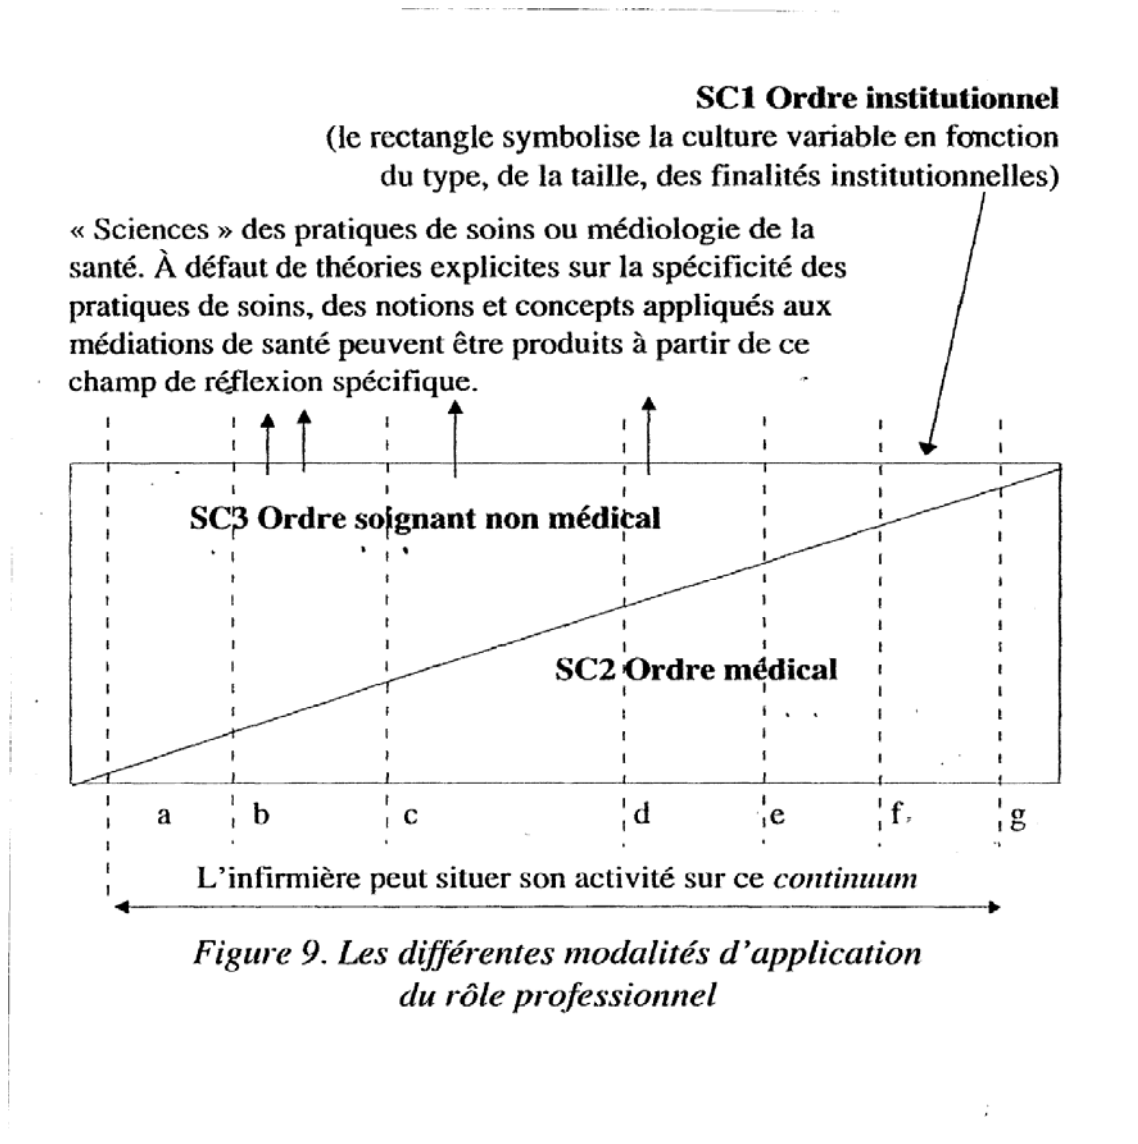 SC1 Ordre institutionnel
(le rectangle symbolise la culture variable en fonction
du type, de la taille, des finalités institutionnelles)
« Sciences » des pratiques de soins ou médiologie de la
santé. À défaut de théories explicites sur la spécificité des
pratiques de soins, des notions et concepts appliqués aux
médiations de santé peuvent être produits à partir de ce
champ de réflexion spécifique.
SC3 Ordre soignant non médical
SC2 Ordre médical
a b c d e f g
L'infirmière peut situer son activité sur ce continuum
Figure 9. Les différentes modalités d'application
du rôle professionnel